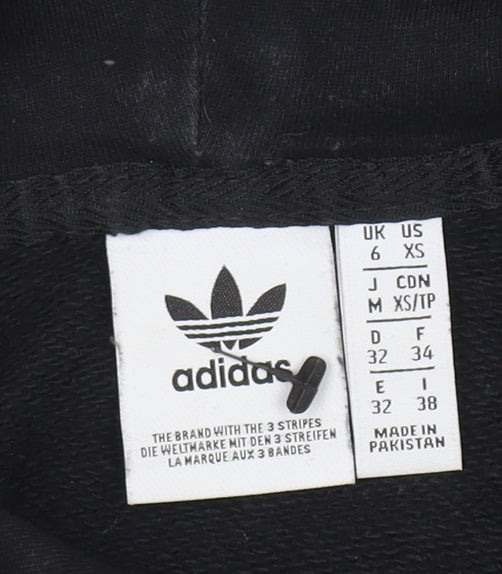 adidas
THE BRAND WITH THE 3 STRIPES
DIE WELTMARKE MIT DEN 3 STREIFEN
LA MARQUE AUX 3 BANDES
UK US
6 XS
J CDN
M XS/TP
D F
32 34
E I
32 38
MADE IN
PAKISTAN